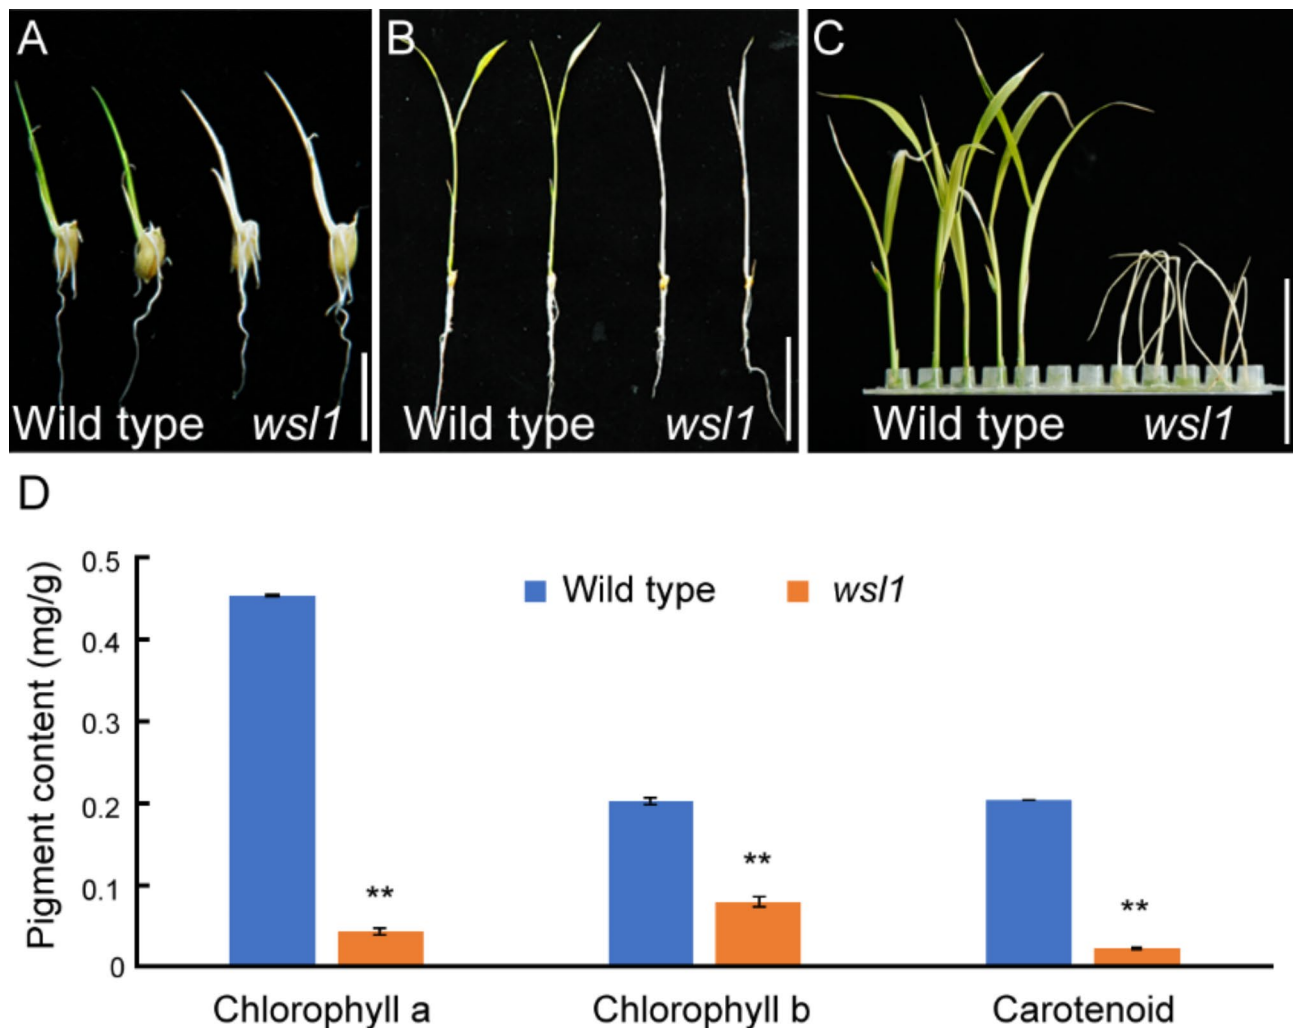 A
B
C
Wild type wsl1
Wild type wsl1
Wild type wsl1
D
Pigment content (mg/g)
0.5
0.4
0.3
0.2
0.1
0
Wild type wsl1
**
**
**
Chlorophyll a Chlorophyll b Carotenoid